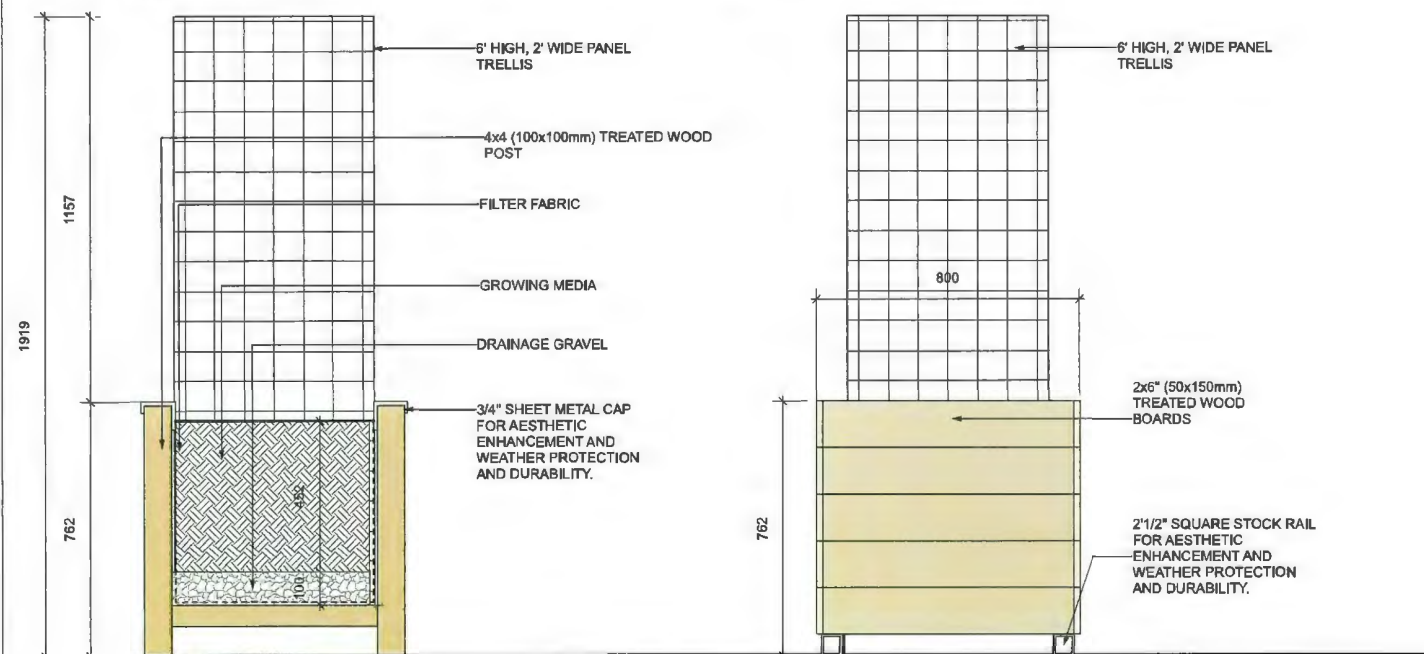 6' HIGH, 2' WIDE PANEL
TRELLIS
4x4 (100x100mm) TREATED WOOD
POST
FILTER FABRIC
GROWING MEDIA
DRAINAGE GRAVEL
3/4" SHEET METAL CAP
FOR AESTHETIC
ENHANCEMENT AND
WEATHER PROTECTION
AND DURABILITY.
1919
1157
762
452
100
6' HIGH, 2' WIDE PANEL
TRELLIS
800
2x6" (50x150mm)
TREATED WOOD
BOARDS
762
2'1/2" SQUARE STOCK RAIL
FOR AESTHETIC
ENHANCEMENT AND
WEATHER PROTECTION
AND DURABILITY.